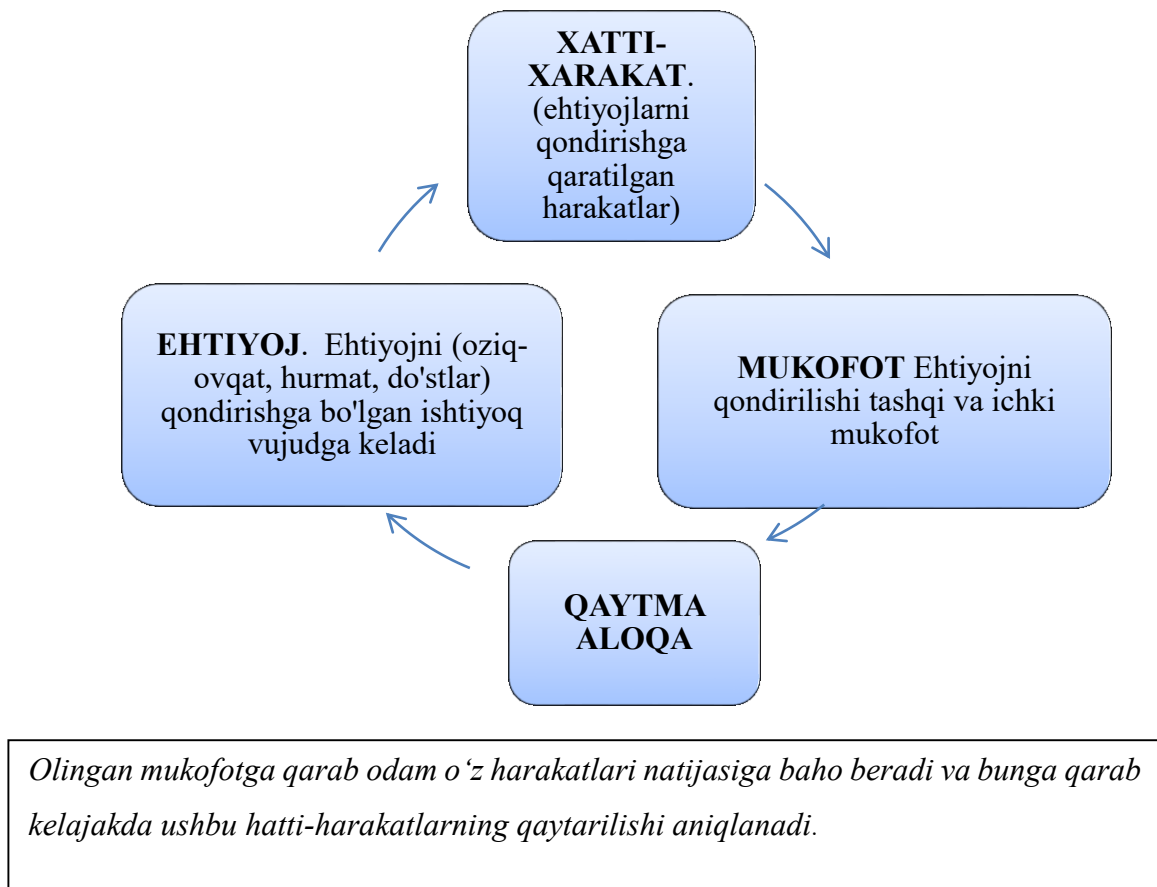 XATTI-
XARAKAT.
(ehtiyojlarni
qondirishga
qaratilgan
harakatlar)
EHTIYOJ. Ehtiyojni (oziq-
ovqat, hurmat, do'stlar)
qondirishga bo'lgan ishtiyoq
vujudga keladi
MUKOFOT Ehtiyojni
qondirilishi tashqi va ichki
mukofot
QAYTMA
ALOQA
Olingan mukofotga qarab odam o‘z harakatlari natijasiga baho beradi va bunga qarab
kelajakda ushbu hatti-harakatlarning qaytarilishi aniqlanadi.